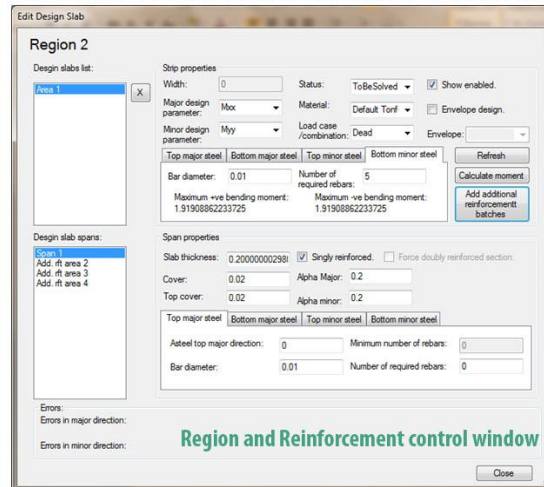 Edit Design Slab
Region 2
Desgin slabs list:
Area 1
X
Strip properties
Width: 0 Status: ToBeSolved Show enabled.
Major design parameter: Mxx Material: Default Tonf Envelope design.
Minor design parameter: Myy Load case /combination: Dead Envelope:
Top major steel Bottom major steel Top minor steel Bottom minor steel
Refresh
Bar diameter: 0.01 Number of required rebars: 5
Calculate moment
Maximum +ve bending moment: Maximum -ve bending moment:
1.91908862233725 1.91908862233725
Add addtional reinforcementt batches
Desgin slab spans:
Span 1
Add. rft area 2
Add. rft area 3
Add. rft area 4
Span properties
Slab thickness: 0.20000000298 Singly reinforced. Force doubly reinforced section.
Cover: 0.02 Alpha Major: 0.2
Top cover: 0.02 Alpha minor: 0.2
Top major steel Bottom major steel Top minor steel Bottom minor steel
Asteel top major direction: 0 Minimum number of rebars: 0
Bar diameter: 0.01 Number of required rebars: 0
Errors:
Errors in major direction:
Errors in minor direction:
Region and Reinforcement control window
Close